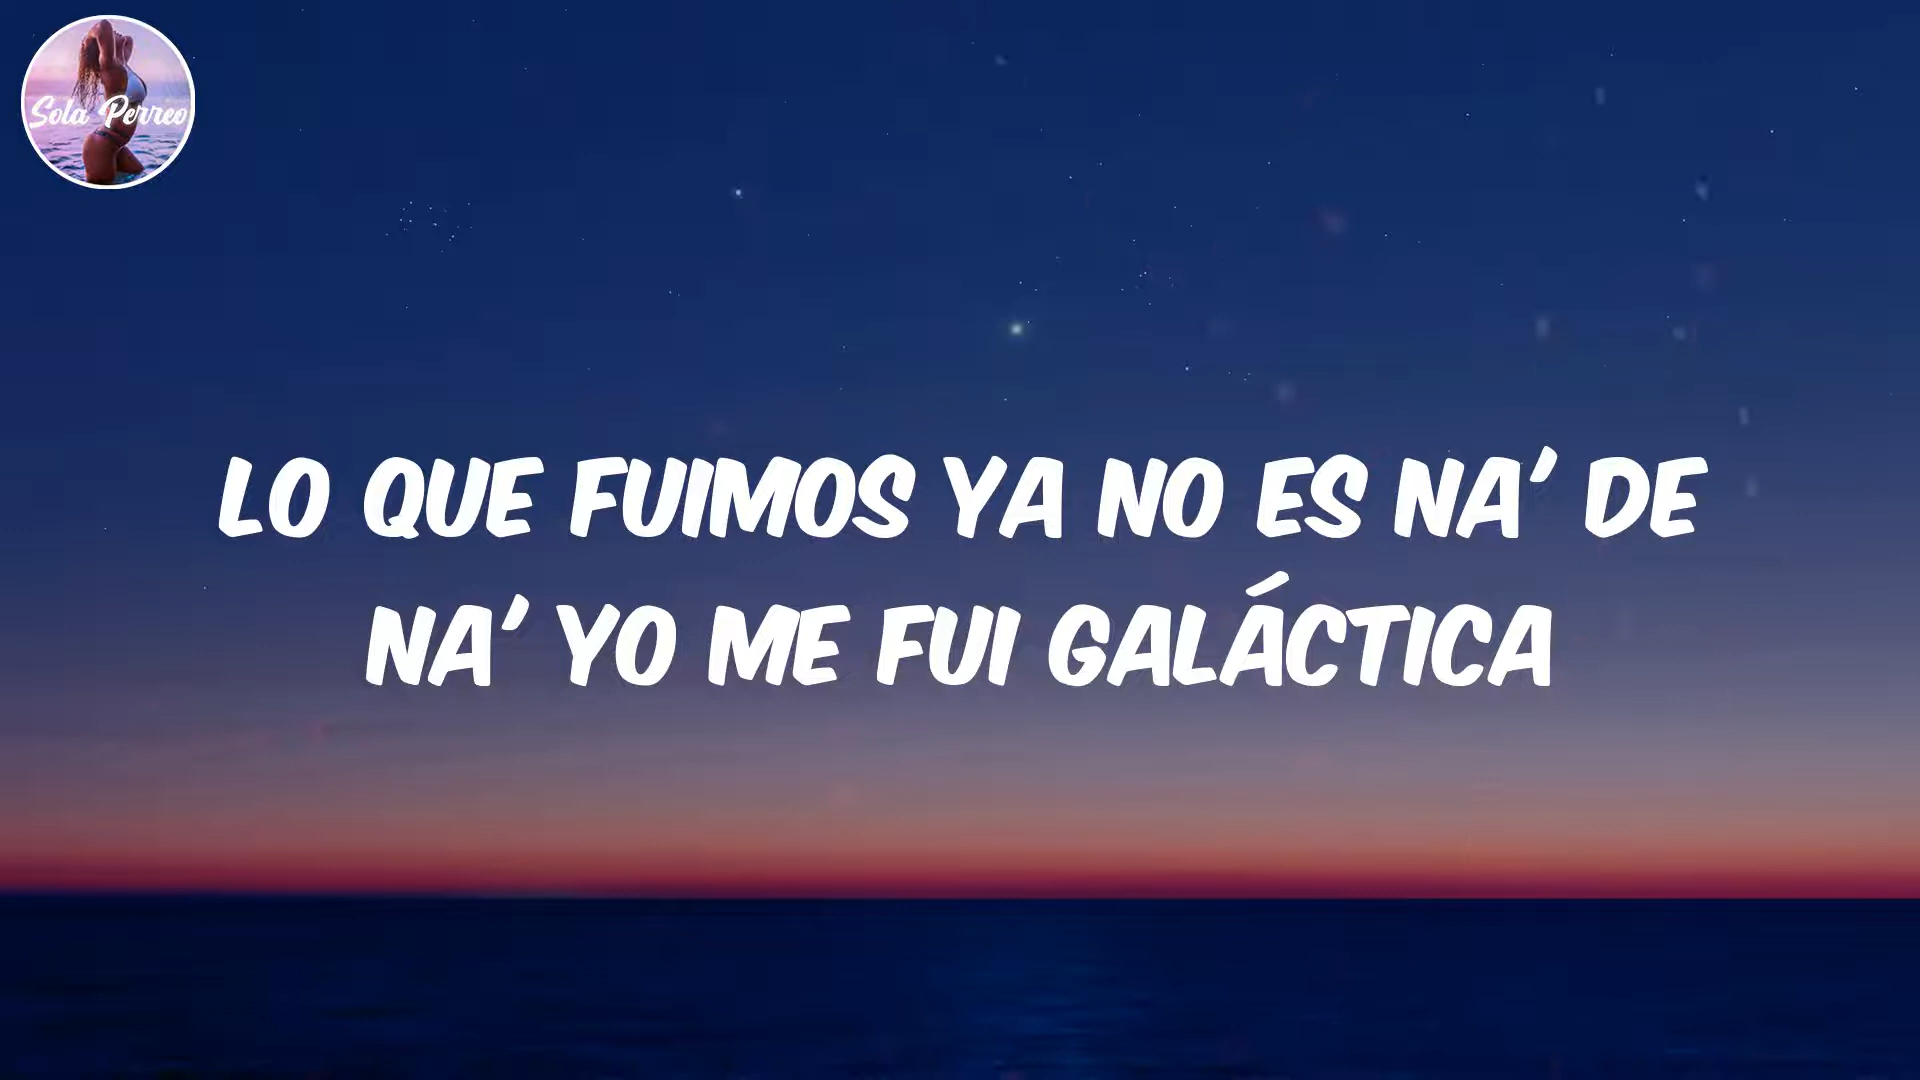 Sola Perreo
LO QUE FUIMOS YA NO ES NA' DE
NA' YO ME FUI GALÁCTICA